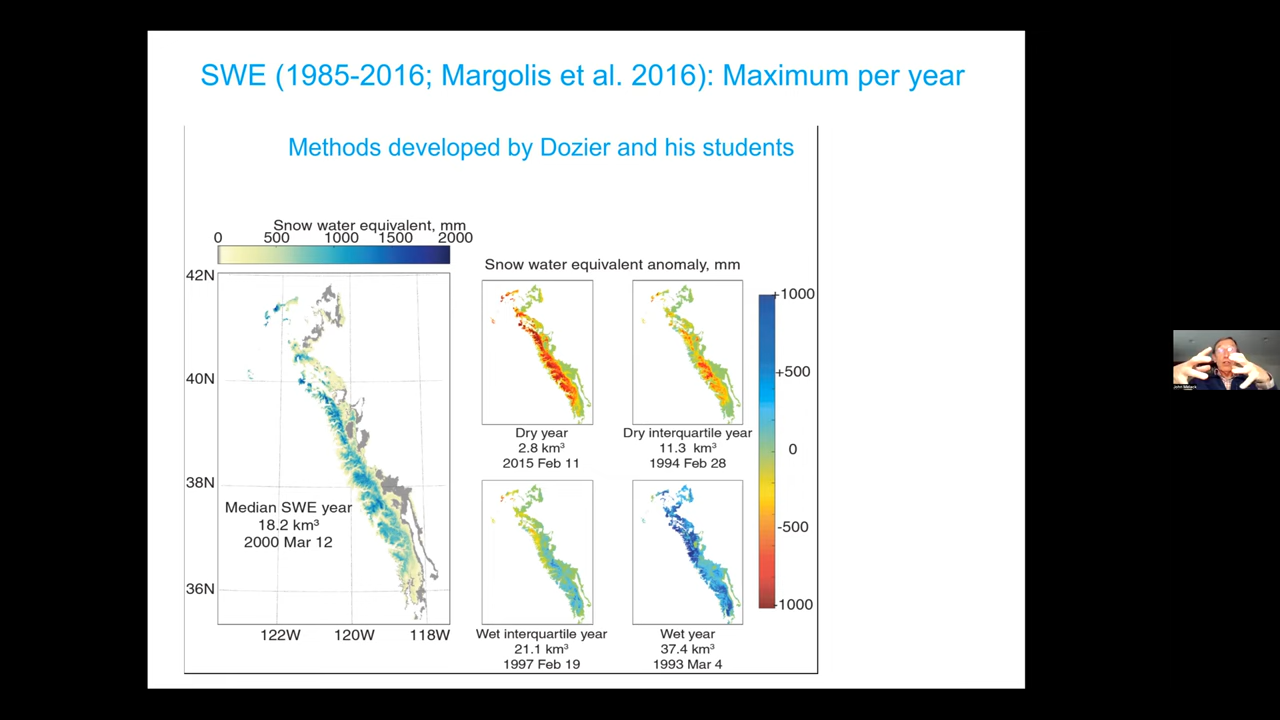 SWE (1985-2016; Margolis et al. 2016): Maximum per year
Methods developed by Dozier and his students
Snow water equivalent, mm
0 500 1000 1500 2000
42N
40N
38N
36N
122W 120W 118W
Median SWE year
18.2 km³
2000 Mar 12
Snow water equivalent anomaly, mm
Dry year
2.8 km³
2015 Feb 11
Dry interquartile year
11.3 km³
1994 Feb 28
Wet interquartile year
21.1 km³
1997 Feb 19
Wet year
37.4 km³
1993 Mar 4
+1000
+500
0
-500
-1000
John Melack